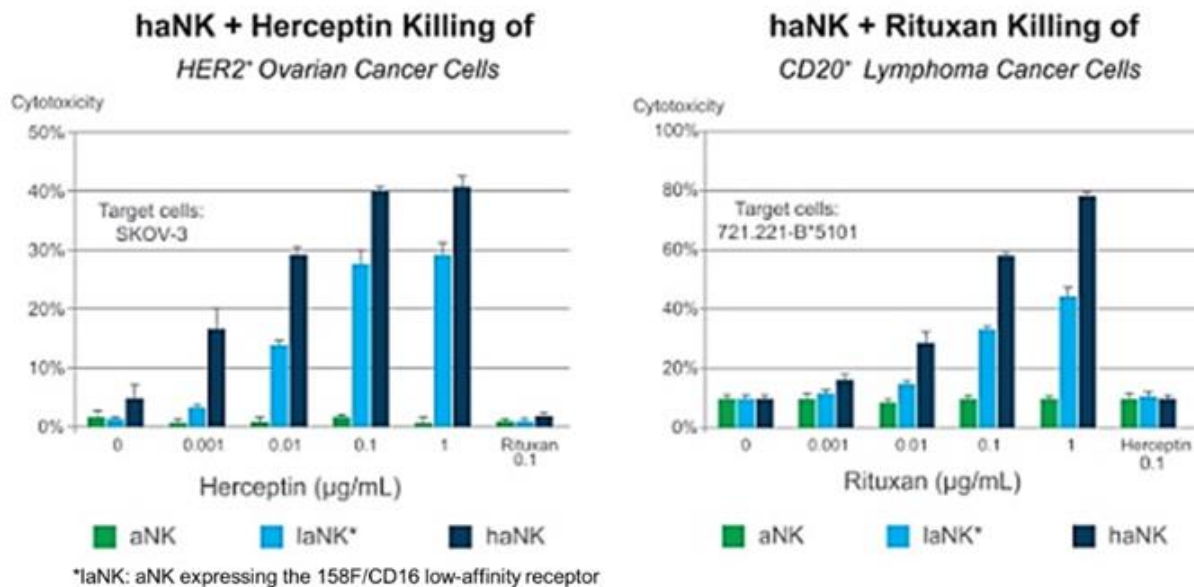 haNK + Herceptin Killing of
HER2⁺ Ovarian Cancer Cells
Cytotoxicity
50%
40%
30%
20%
10%
0%
Target cells:
SKOV-3
0 0.001 0.01 0.1 1 Rituxan
0.1
Herceptin (µg/mL)
aNK laNK* haNK
*laNK: aNK expressing the 158F/CD16 low-affinity receptor
haNK + Rituxan Killing of
CD20⁺ Lymphoma Cancer Cells
Cytotoxicity
100%
80%
60%
40%
20%
0%
Target cells:
721.221-B*5101
0 0.001 0.01 0.1 1 Herceptin
0.1
Rituxan (µg/mL)
aNK laNK* haNK